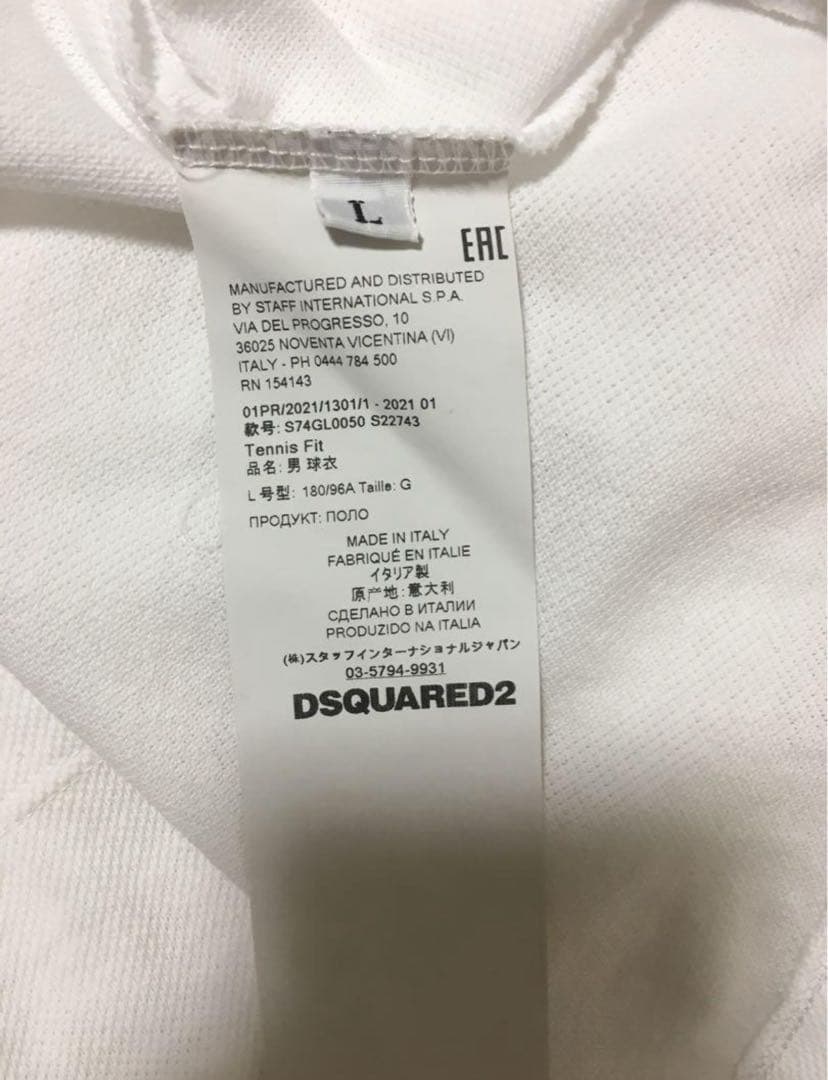 L
EAC
MANUFACTURED AND DISTRIBUTED
BY STAFF INTERNATIONAL S.P.A.
VIA DEL PROGRESSO, 10
36025 NOVENTA VICENTINA (VI)
ITALY - PH 0444 784 500
RN 154143
01PR/2021/1301/1 - 2021 01
款号: S74GL0050 S22743
Tennis Fit
品名: 男 球衣
L 号型: 180/96A Taille: G
ПРОДУКТ: ПОЛО
MADE IN ITALY
FABRIQUÉ EN ITALIE
イタリア製
原产地: 意大利
СДЕЛАНО В ИТАЛИИ
PRODUZIDO NA ITALIA
(株)スタッフインターナショナルジャパン
03-5794-9931
DSQUARED2